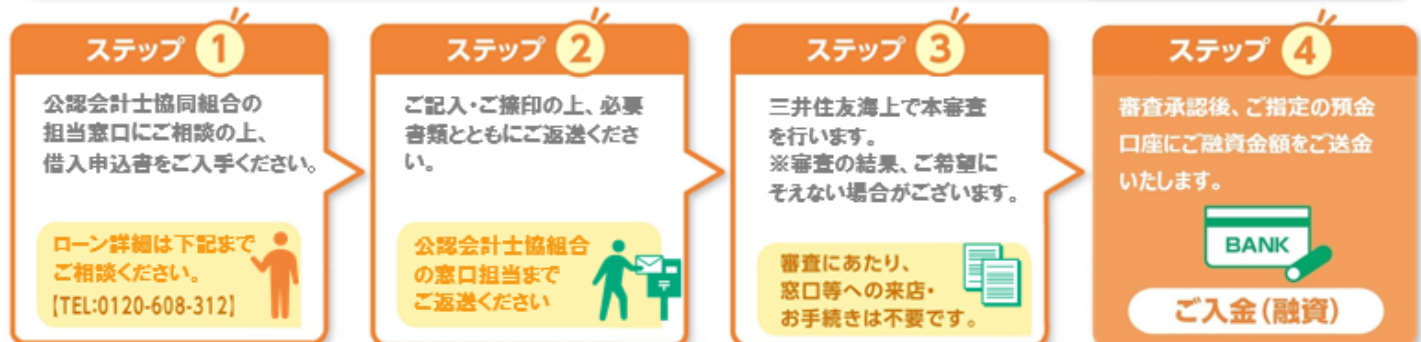 ステップ 1
公認会計士協同組合の
担当窓口にご相談の上、
借入申込書をご入手ください。
ローン詳細は下記まで
ご相談ください。
【TEL:0120-608-312】
ステップ 2
ご記入・ご捺印の上、必要
書類とともにご返送くださ
い。
公認会計士協組合
の窓口担当まで
ご返送ください
ステップ 3
三井住友海上で本審査
を行います。
※審査の結果、ご希望に
そえない場合がございます。
審査にあたり、
窓口等への来店・
お手続きは不要です。
ステップ 4
審査承認後、ご指定の預金
口座にご融資金額をご送金
いたします。
BANK
ご入金(融資)